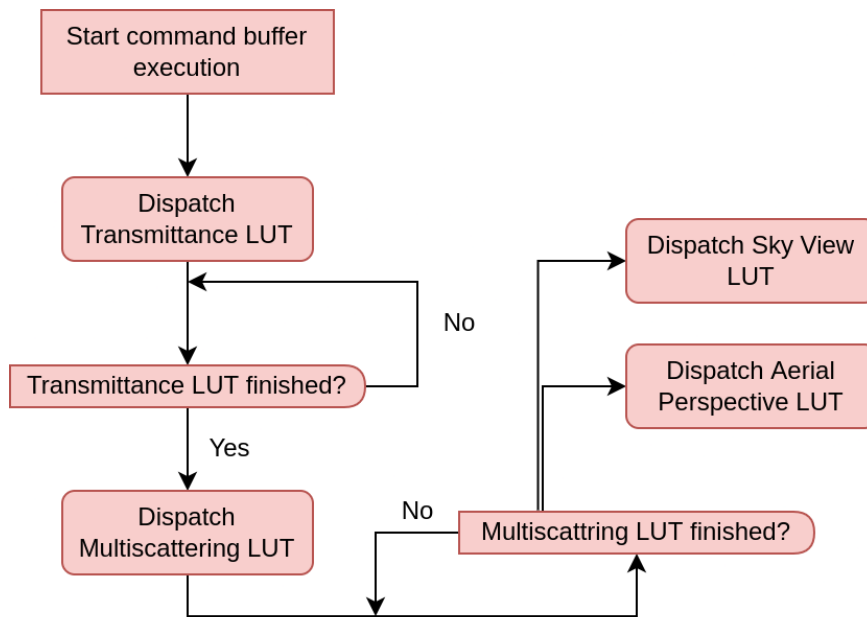 Start command buffer
execution
Dispatch
Transmittance LUT
No
Transmittance LUT finished?
Yes
Dispatch
Multiscattering LUT
No
Multiscattring LUT finished?
Dispatch Sky View
LUT
Dispatch Aerial
Perspective LUT